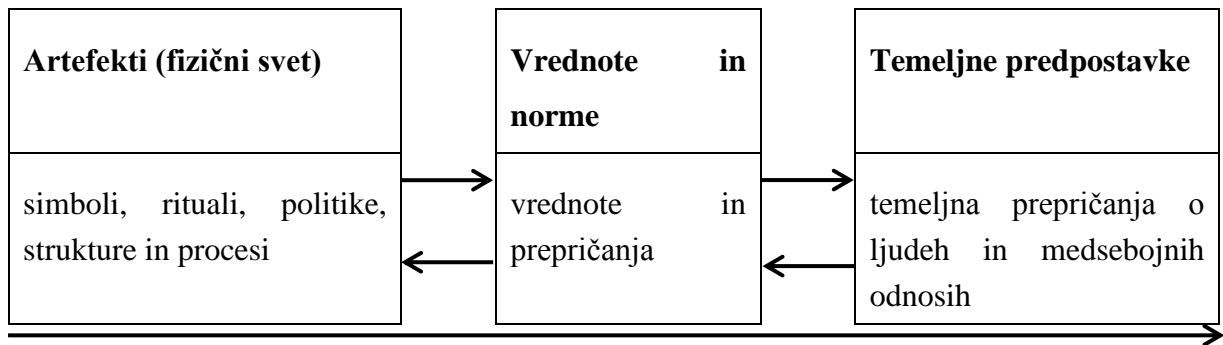 Artefekti (fizični svet)
Vrednote in
norme
Temeljne predpostavke
simboli, rituali, politike,
strukture in procesi
vrednote in
prepričanja
temeljna prepričanja o
ljudeh in medsebojnih
odnosih